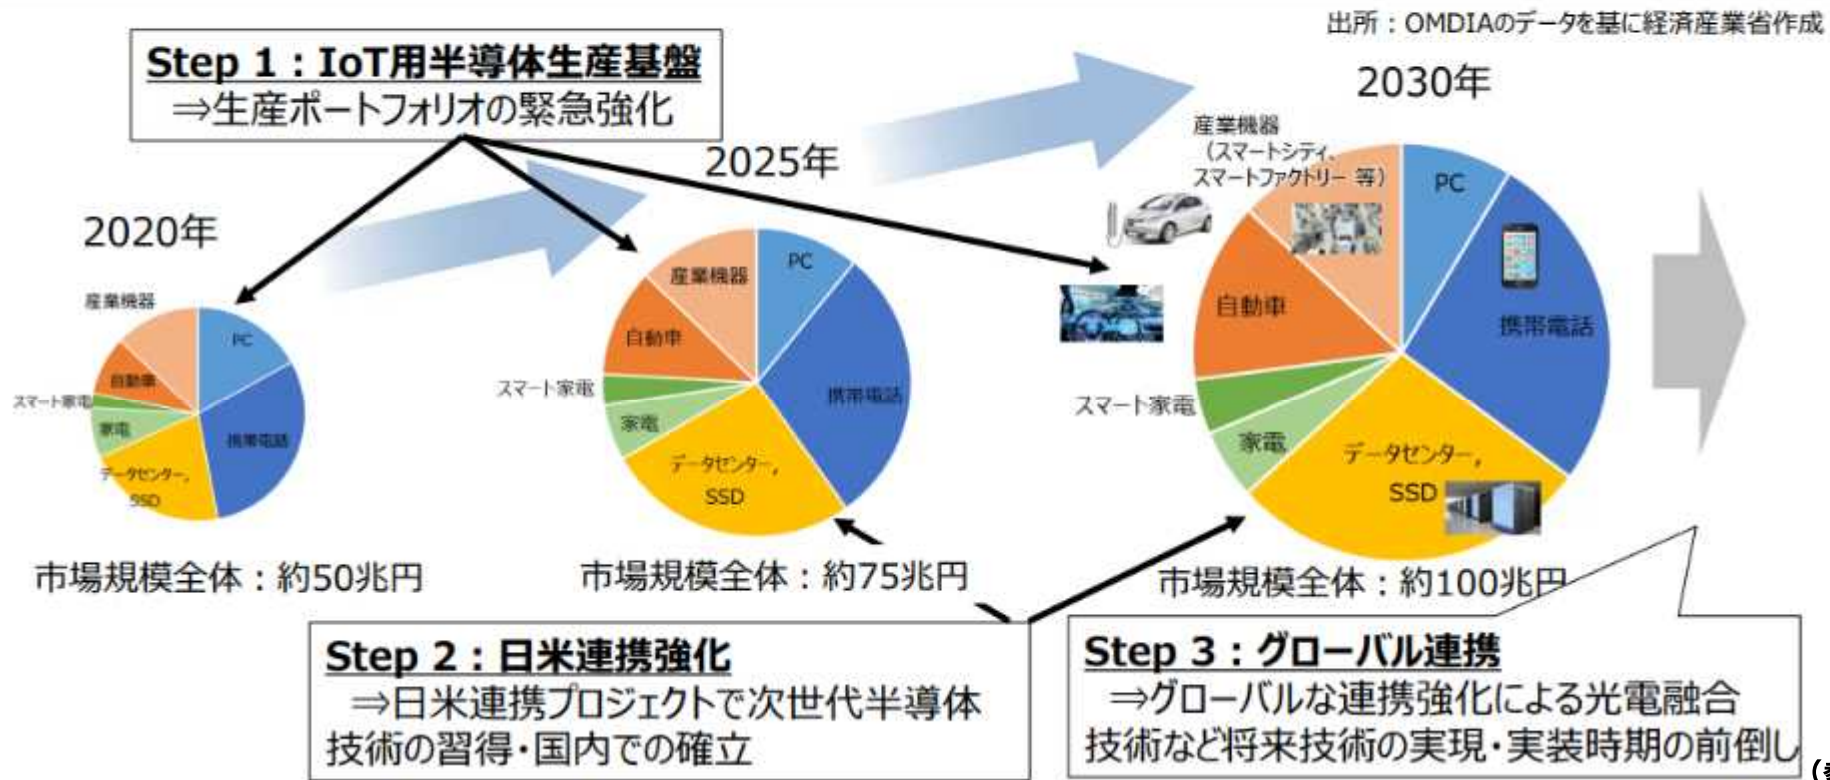 出所：OMDIAのデータを基に経済産業省作成
Step 1：IoT用半導体生産基盤
⇒生産ポートフォリオの緊急強化
2020年
産業機器
PC
自動車
スマート家電
家電
携帯電話
データセンター,
SSD
市場規模全体：約50兆円
2025年
産業機器
PC
自動車
スマート家電
携帯電話
家電
データセンター,
SSD
市場規模全体：約75兆円
2030年
産業機器
（スマートシティ、
スマートファクトリー 等）
PC
自動車
携帯電話
スマート家電
家電
データセンター,
SSD
市場規模全体：約100兆円
Step 2：日米連携強化
⇒日米連携プロジェクトで次世代半導体
技術の習得・国内での確立
Step 3：グローバル連携
⇒グローバルな連携強化による光電融合
技術など将来技術の実現・実装時期の前倒し